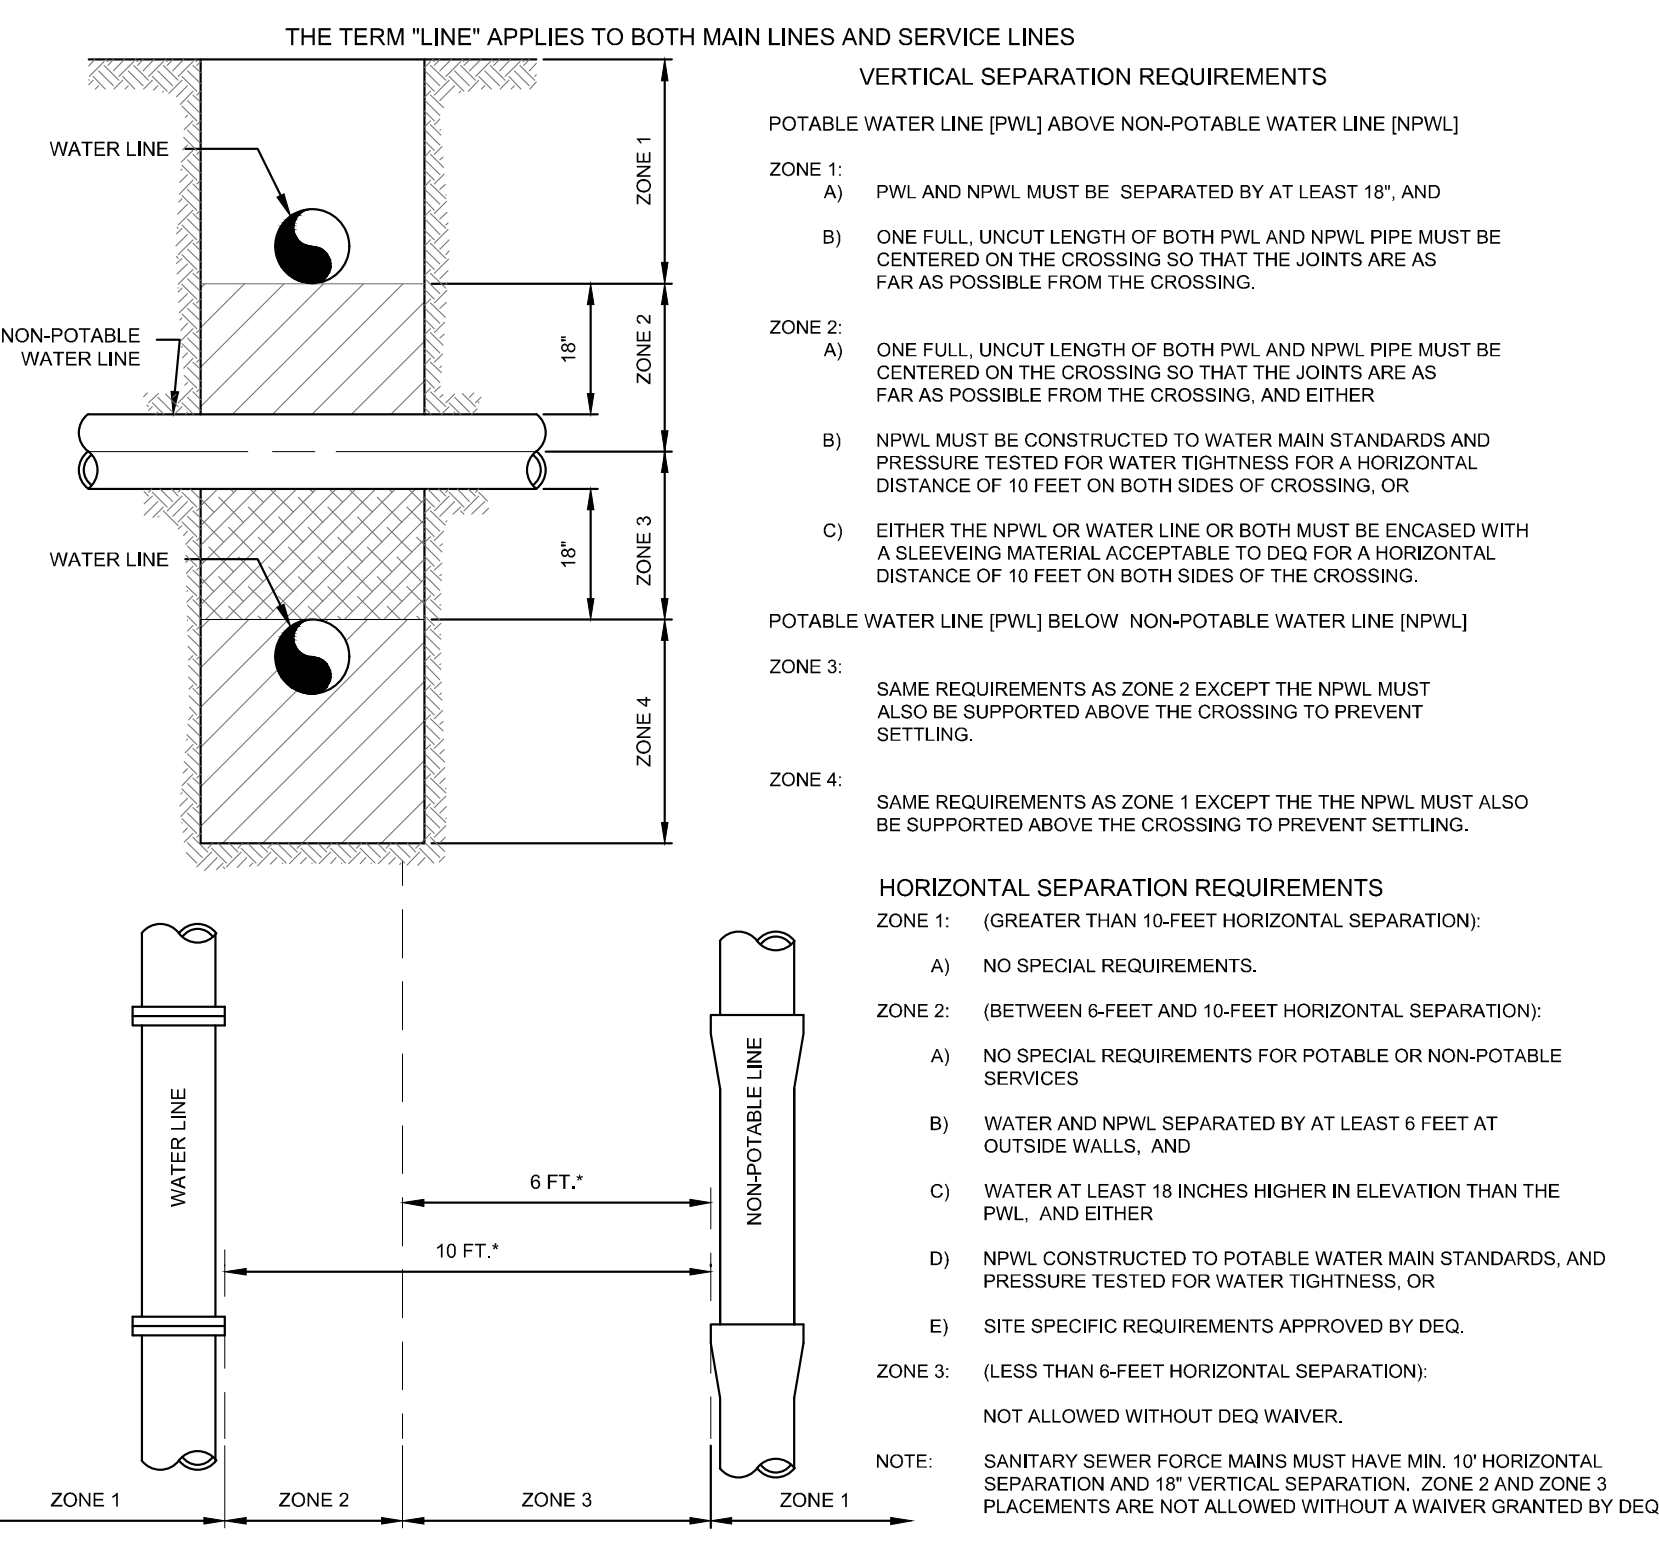 THE TERM "LINE" APPLIES TO BOTH MAIN LINES AND SERVICE LINES
WATER LINE
NON-POTABLE
WATER LINE
WATER LINE
ZONE 1
18"
ZONE 2
18"
ZONE 3
ZONE 4
VERTICAL SEPARATION REQUIREMENTS
POTABLE WATER LINE [PWL] ABOVE NON-POTABLE WATER LINE [NPWL]
ZONE 1:
A) PWL AND NPWL MUST BE SEPARATED BY AT LEAST 18", AND
B) ONE FULL, UNCUT LENGTH OF BOTH PWL AND NPWL PIPE MUST BE
CENTERED ON THE CROSSING SO THAT THE JOINTS ARE AS
FAR AS POSSIBLE FROM THE CROSSING.
ZONE 2:
A) ONE FULL, UNCUT LENGTH OF BOTH PWL AND NPWL PIPE MUST BE
CENTERED ON THE CROSSING SO THAT THE JOINTS ARE AS
FAR AS POSSIBLE FROM THE CROSSING, AND EITHER
B) NPWL MUST BE CONSTRUCTED TO WATER MAIN STANDARDS AND
PRESSURE TESTED FOR WATER TIGHTNESS FOR A HORIZONTAL
DISTANCE OF 10 FEET ON BOTH SIDES OF CROSSING, OR
C) EITHER THE NPWL OR WATER LINE OR BOTH MUST BE ENCASED WITH
A SLEEVEING MATERIAL ACCEPTABLE TO DEQ FOR A HORIZONTAL
DISTANCE OF 10 FEET ON BOTH SIDES OF THE CROSSING.
POTABLE WATER LINE [PWL] BELOW NON-POTABLE WATER LINE [NPWL]
ZONE 3:
SAME REQUIREMENTS AS ZONE 2 EXCEPT THE NPWL MUST
ALSO BE SUPPORTED ABOVE THE CROSSING TO PREVENT
SETTLING.
ZONE 4:
SAME REQUIREMENTS AS ZONE 1 EXCEPT THE THE NPWL MUST ALSO
BE SUPPORTED ABOVE THE CROSSING TO PREVENT SETTLING.
WATER LINE
NON-POTABLE LINE
6 FT.*
10 FT.*
ZONE 1
ZONE 2
ZONE 3
ZONE 1
HORIZONTAL SEPARATION REQUIREMENTS
ZONE 1: (GREATER THAN 10-FEET HORIZONTAL SEPARATION):
A) NO SPECIAL REQUIREMENTS.
ZONE 2: (BETWEEN 6-FEET AND 10-FEET HORIZONTAL SEPARATION):
A) NO SPECIAL REQUIREMENTS FOR POTABLE OR NON-POTABLE
SERVICES
B) WATER AND NPWL SEPARATED BY AT LEAST 6 FEET AT
OUTSIDE WALLS, AND
C) WATER AT LEAST 18 INCHES HIGHER IN ELEVATION THAN THE
PWL, AND EITHER
D) NPWL CONSTRUCTED TO POTABLE WATER MAIN STANDARDS, AND
PRESSURE TESTED FOR WATER TIGHTNESS, OR
E) SITE SPECIFIC REQUIREMENTS APPROVED BY DEQ.
ZONE 3: (LESS THAN 6-FEET HORIZONTAL SEPARATION):
NOT ALLOWED WITHOUT DEQ WAIVER.
NOTE: SANITARY SEWER FORCE MAINS MUST HAVE MIN. 10' HORIZONTAL
SEPARATION AND 18" VERTICAL SEPARATION. ZONE 2 AND ZONE 3
PLACEMENTS ARE NOT ALLOWED WITHOUT A WAIVER GRANTED BY DEQ